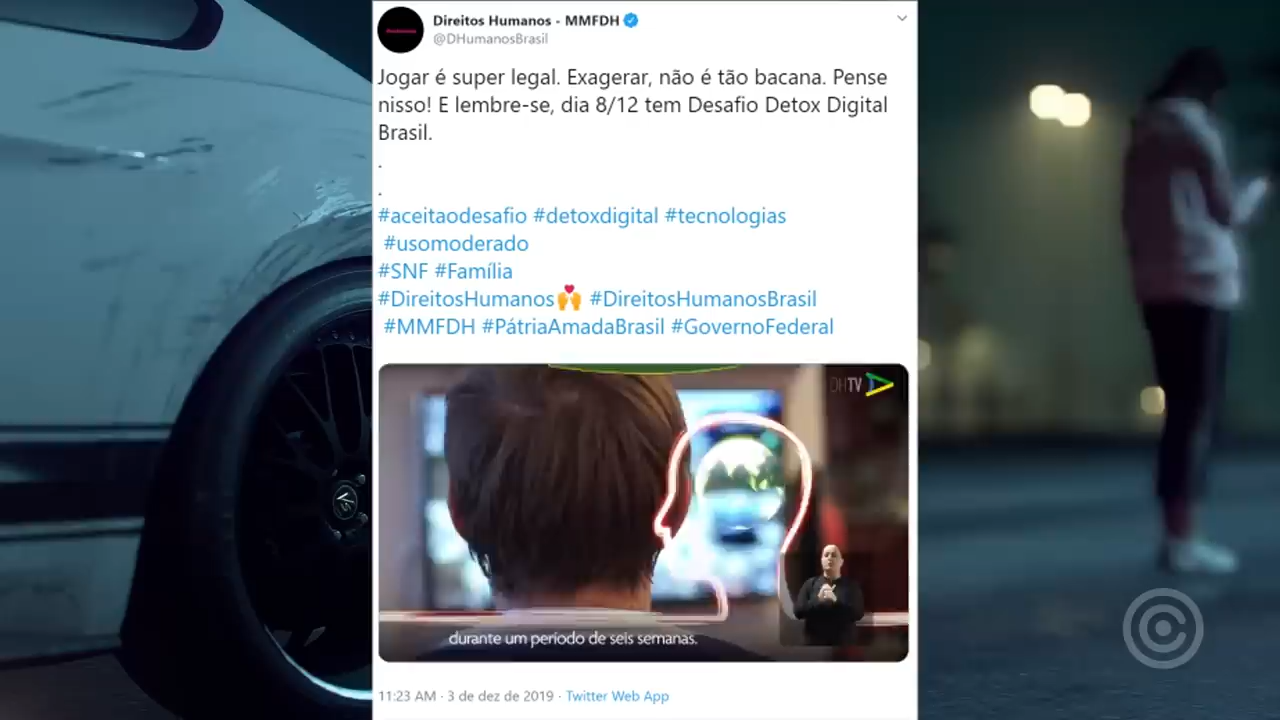 Direitos Humanos - MMFDH
@DHumanosBrasil
Jogar é super legal. Exagerar, não é tão bacana. Pense
nisso! E lembre-se, dia 8/12 tem Desafio Detox Digital
Brasil.
.
.
#aceitaodesafio #detoxdigital #tecnologias
#usomoderado
#SNF #Família
#DireitosHumanos🙌 #DireitosHumanosBrasil
#MMFDH #PátriaAmadaBrasil #GovernoFederal
DHTV
durante um período de seis semanas.
11:23 AM · 3 de dez de 2019 · Twitter Web App